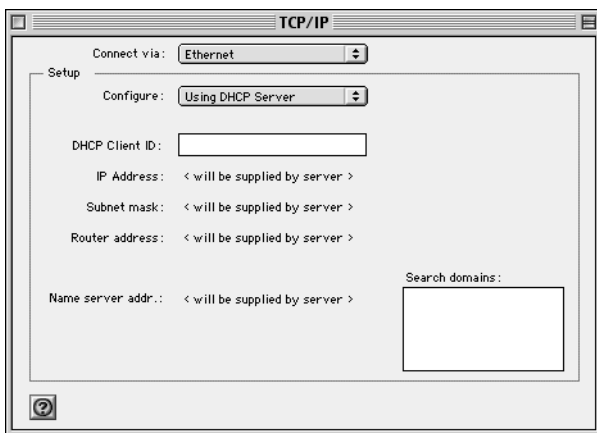 TCP/IP
Connect via: Ethernet
Setup
Configure: Using DHCP Server
DHCP Client ID:
IP Address: < will be supplied by server >
Subnet mask: < will be supplied by server >
Router address: < will be supplied by server >
Search domains:
Name server addr.: < will be supplied by server >
?